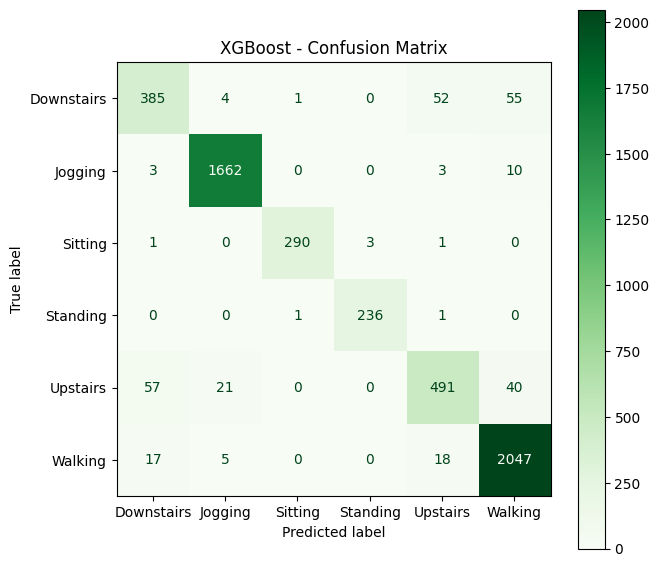 XGBoost - Confusion Matrix
True label
Downstairs 385 4 1 0 52 55
Jogging 3 1662 0 0 3 10
Sitting 1 0 290 3 1 0
Standing 0 0 1 236 1 0
Upstairs 57 21 0 0 491 40
Walking 17 5 0 0 18 2047
Downstairs Jogging Sitting Standing Upstairs Walking
Predicted label
2000
1750
1500
1250
1000
750
500
250
0